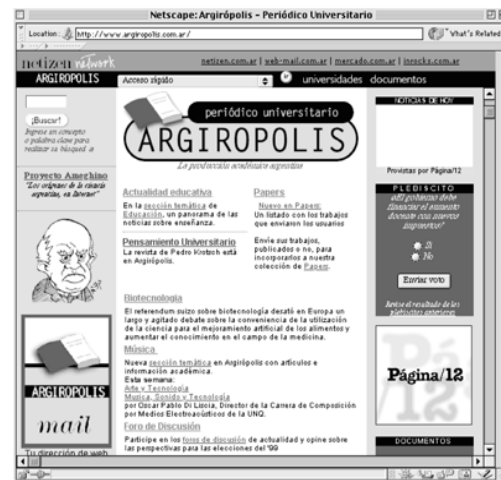 Netscape: Argirópolis – Periódico Universitario
Location: http://www.argiropolis.com.ar/
What's Related
netizen network
netizen.com.ar | web-mail.com.ar | mercado.com.ar | inrocks.com.ar
ARGIROPOLIS
Acceso rápido
universidades documentos
¡Buscar!
Ingrese un concepto
o palabra clave para
realizar su búsqueda
Proyecto Ameghino
"Los orígenes de la ciencia
argentina, en Internet"
ARGIROPOLIS
mail
Tu dirección de web
periódico universitario
ARGIROPOLIS
La producción académica argentina
Actualidad educativa
En la sección temática de
Educación, un panorama de las
noticias sobre enseñanza.
Pensamiento Universitario
La revista de Pedro Krotsch está
en Argirópolis.
Papers
Nuevo en Papers:
Un listado con los trabajos
que enviaron los usuarios
Envíe sus trabajos,
publicados o no, para
incorporarlos a nuestra
colección de Papers.
Biotecnología
El referendum suizo sobre biotecnología desató en Europa un
largo y agitado debate sobre la conveniencia de la utilización
de la ciencia para el mejoramiento artificial de los alimentos y
aumentar el conocimiento en el campo de la medicina.
Música
Nueva sección temática en Argirópolis con artículos e
información académica.
Esta semana:
Arte y Tecnología
Musica, Sonido y Tecnología
por Oscar Pablo Di Liscia, Director de la Carrera de Composición
por Medios Electroacústicos de la UNQ.
Foro de Discusión
Participe en los foros de discusión de actualidad y opine sobre
las perspectivas para las elecciones del '99
NOTICIAS DE HOY
Provistas por Página/12
PLEBISCITO
¿El gobierno debe
financiar el aumento
docente con nuevos
impuestos?
Si
No
Enviar voto
Revise el resultado de los
plebiscitos anteriores
Página/12
DOCUMENTOS